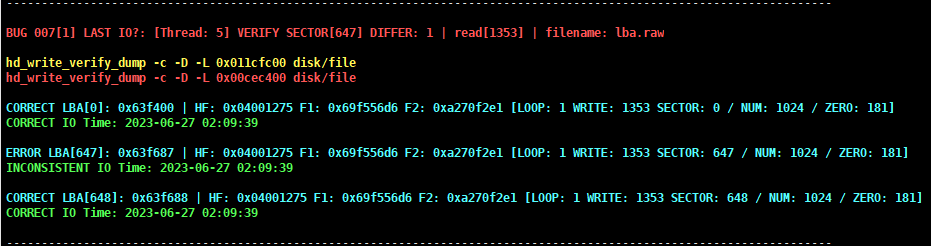 ------------------------------------------------------------------------------------------------------------------------
BUG 007[1] LAST IO?: [Thread: 5] VERIFY SECTOR[647] DIFFER: 1 | read[1353] | filename: lba.raw
hd_write_verify_dump -c -D -L 0x011cfc00 disk/file
hd_write_verify_dump -c -D -L 0x00cec400 disk/file
CORRECT LBA[0]: 0x63f400 | HF: 0x04001275 F1: 0x69f556d6 F2: 0xa270f2e1 [LOOP: 1 WRITE: 1353 SECTOR: 0 / NUM: 1024 / ZERO: 181]
CORRECT IO Time: 2023-06-27 02:09:39
ERROR LBA[647]: 0x63f687 | HF: 0x04001275 F1: 0x69f556d6 F2: 0xa270f2e1 [LOOP: 1 WRITE: 1353 SECTOR: 647 / NUM: 1024 / ZERO: 181]
INCONSISTENT IO Time: 2023-06-27 02:09:39
CORRECT LBA[648]: 0x63f688 | HF: 0x04001275 F1: 0x69f556d6 F2: 0xa270f2e1 [LOOP: 1 WRITE: 1353 SECTOR: 648 / NUM: 1024 / ZERO: 181]
CORRECT IO Time: 2023-06-27 02:09:39
------------------------------------------------------------------------------------------------------------------------